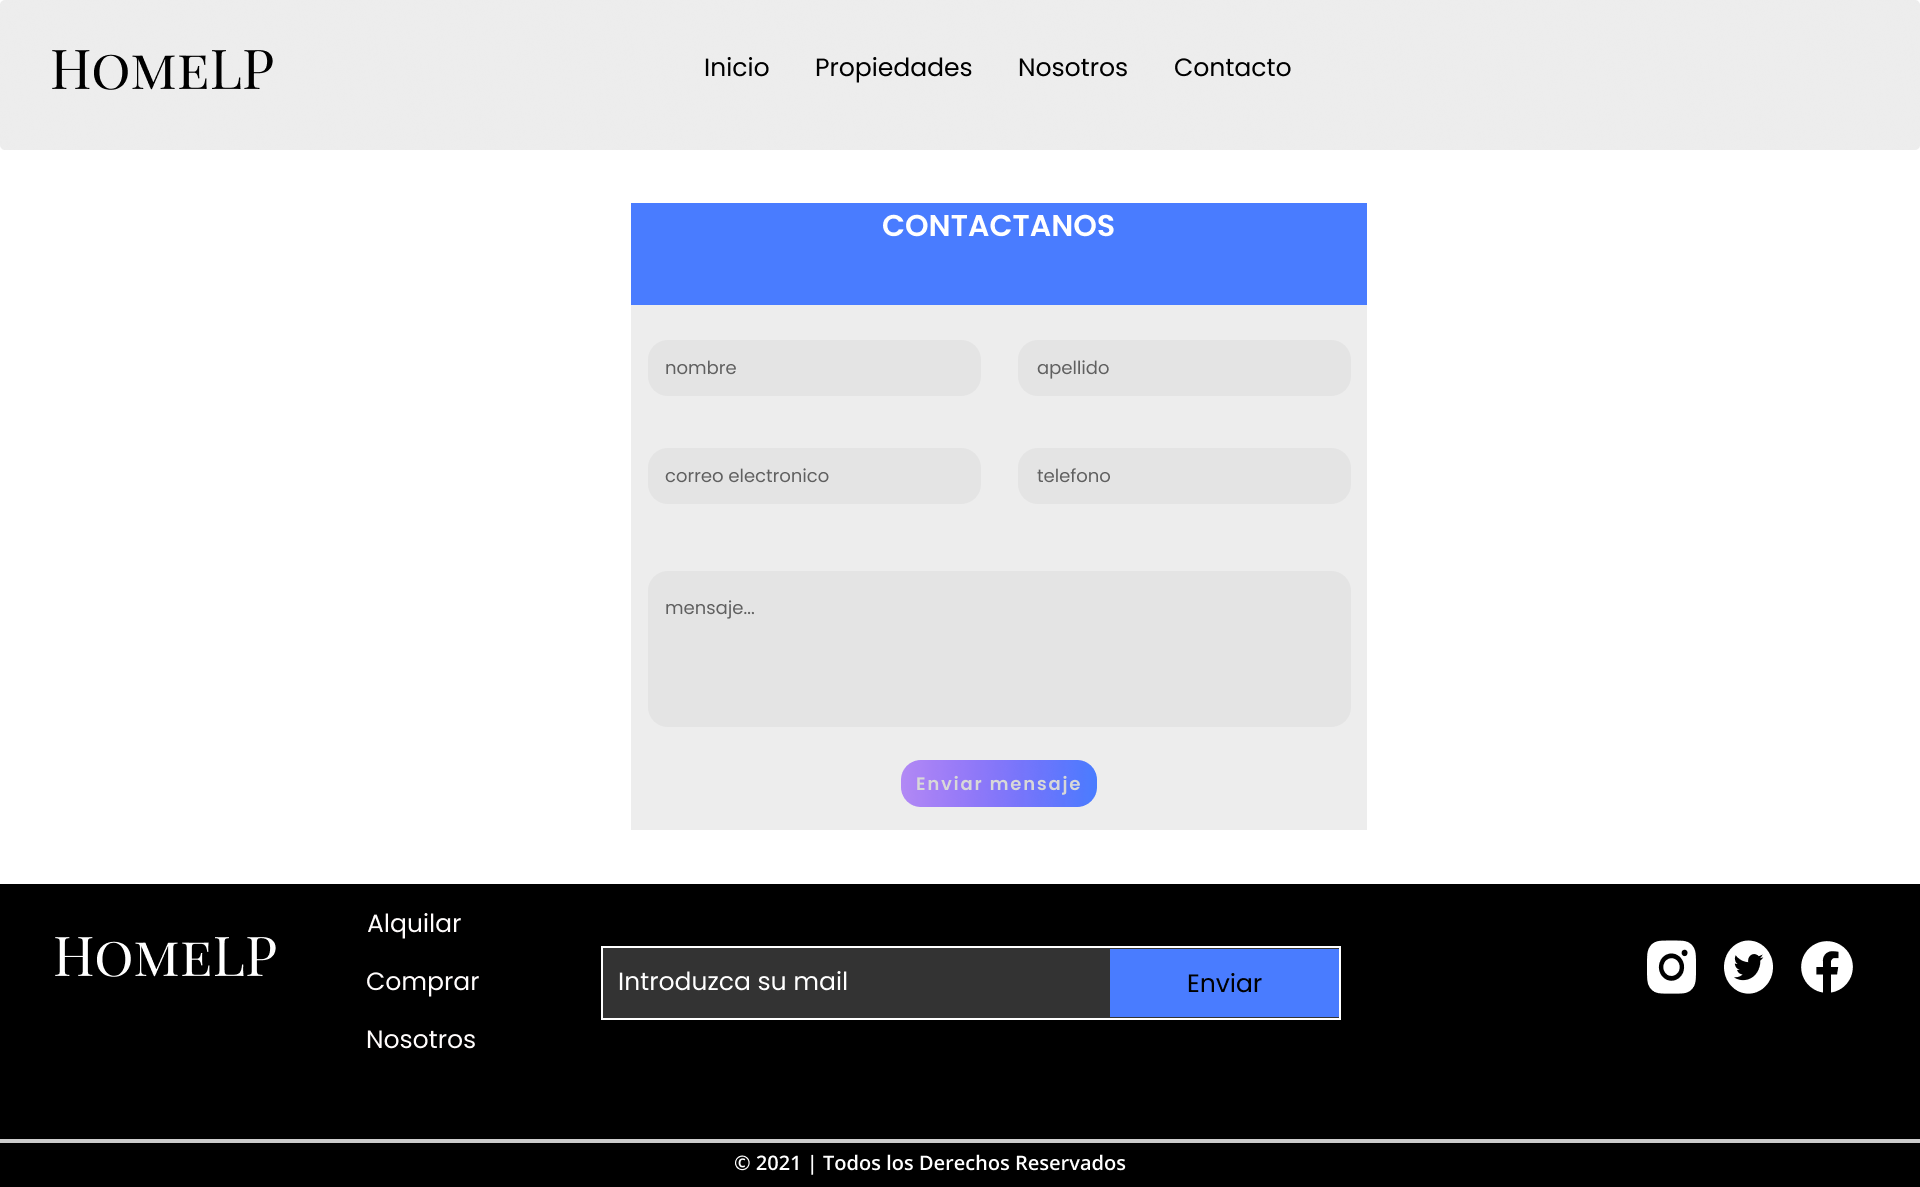 HomeLP
Inicio Propiedades Nosotros Contacto
CONTACTANOS
nombre apellido
correo electronico telefono
mensaje...
Enviar mensaje
HomeLP
Alquilar
Comprar
Nosotros
Introduzca su mail Enviar
© 2021 | Todos los Derechos Reservados